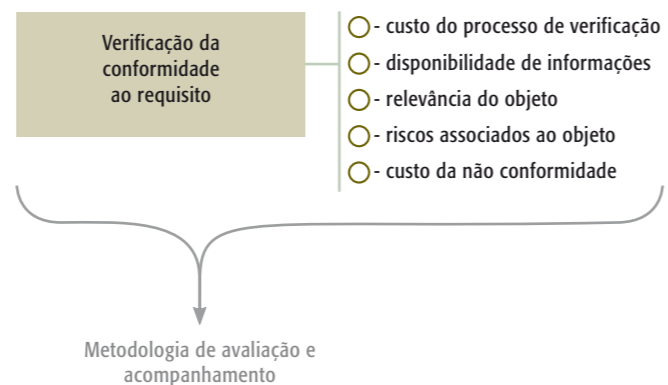 Verificação da
conformidade
ao requisito
- custo do processo de verificação
- disponibilidade de informações
- relevância do objeto
- riscos associados ao objeto
- custo da não conformidade
Metodologia de avaliação e
acompanhamento